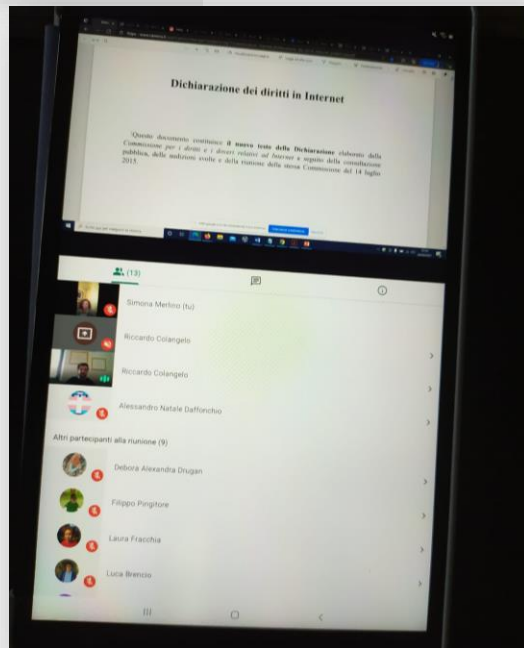 Dichiarazione dei diritti in Internet
Questo documento costituisce il nuovo testo della Dichiarazione elaborato dalla
Commissione per i diritti e i doveri relativi ad Internet a seguito della consultazione
pubblica, delle audizioni svolte e della riunione della stessa Commissione del 14 luglio
2015.
(13)
Simona Merlino (tu)
Riccardo Colangelo
Riccardo Colangelo
Alessandro Natale Daffonchio
Altri partecipanti alla riunione (9)
Debora Alexandra Drugan
Filippo Pingitore
Laura Fracchia
Luca Brencio